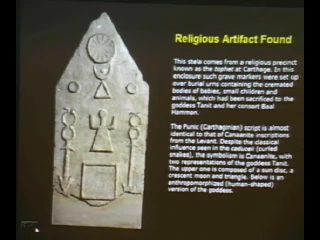 Religious Artifact Found
This stela comes from a religious precinct
known as the tophet at Carthage. In this
enclosure such grave markers were set up
over burial urns containing the cremated
bodies of babies, small children and
animals, which had been sacrificed to the
goddess Tanit and her consort Baal
Hammon.
The Punic (Carthaginian) script is almost
identical to that of Canaanite inscriptions
from the Levant. Despite the classical
influence seen in the caducei (curled
snakes), the symbolism is Canaanite, with
two representations of the goddess Tanit.
The upper one is composed of a sun disc, a
crescent moon and triangle. Below is an
anthropomorphized (human-shaped)
version of the goddess.